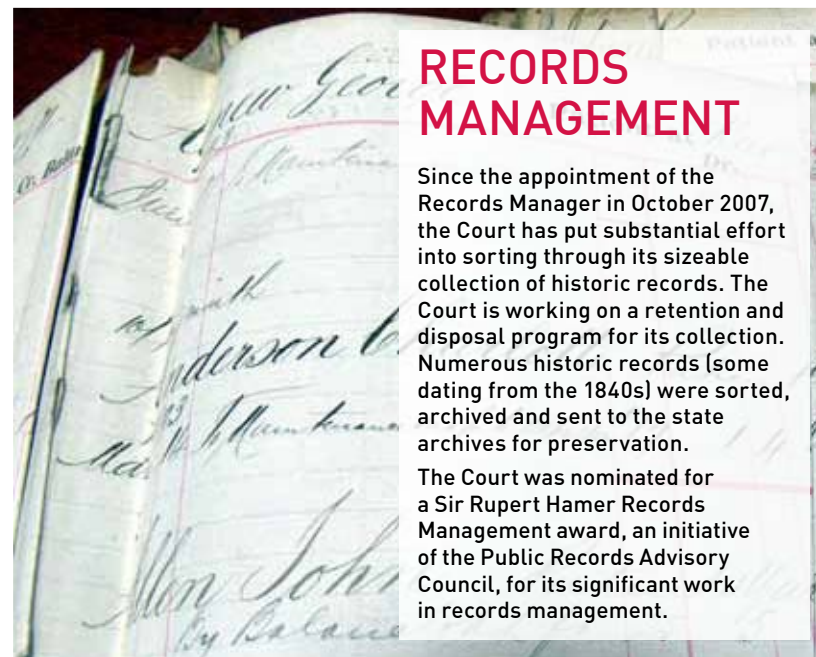 RECORDS
MANAGEMENT
Since the appointment of the
Records Manager in October 2007,
the Court has put substantial effort
into sorting through its sizeable
collection of historic records. The
Court is working on a retention and
disposal program for its collection.
Numerous historic records (some
dating from the 1840s) were sorted,
archived and sent to the state
archives for preservation.
The Court was nominated for
a Sir Rupert Hamer Records
Management award, an initiative
of the Public Records Advisory
Council, for its significant work
in records management.
Allen John
By Balance